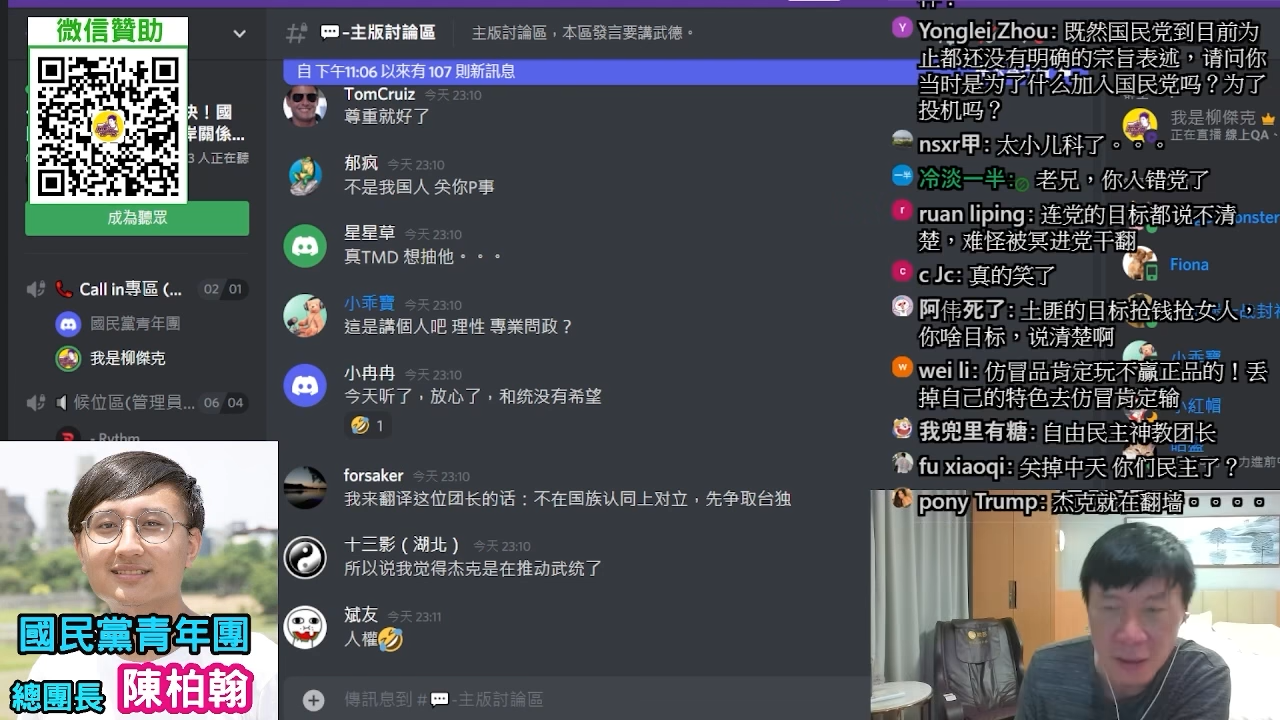 微信贊助
決！國
岸關係...
3 人正在聽
成為聽眾
Call in專區 (...
02 01
國民黨青年團
我是柳傑克
候位區(管理員...
06 04
- Rythm
國民黨青年團
總團長 陳柏翰
-主版討論區
主版討論區，本區發言要講武德。
自 下午11:06 以來有 107 則新訊息
TomCruiz 今天 23:10
尊重就好了
郁疯 今天 23:10
不是我国人 关你P事
星星草 今天 23:10
真TMD 想抽他。。。
小乖寶 今天 23:10
這是講個人吧 理性 專業問政？
小冉冉 今天 23:10
今天听了，放心了，和统没有希望
1
forsaker 今天 23:10
我来翻译这位团长的话：不在国族认同上对立，先争取台独
十三影 ( 湖北 ) 今天 23:10
所以说我觉得杰克是在推动武统了
斌友 今天 23:11
人權
傳訊息到 #
-主版討論區
Yonglei Zhou: 既然国民党到目前为
止都还没有明确的宗旨表述，请问你
当时是为了什么加入国民党吗？为了
投机吗？
nsxr甲: 太小儿科了。。。
冷淡一半: 老兄，你入错党了
ruan liping: 连党的目标都说不清
楚，难怪被冥进党干翻
c Jc: 真的笑了
阿伟死了: 土匪的目标抢钱抢女人，
你啥目标，说清楚啊
wei li: 仿冒品肯定玩不赢正品的！丢
掉自己的特色去仿冒肯定输
我兜里有糖: 自由民主神教团长
fu xiaoqi: 关掉中天 你们民主了？
pony Trump: 杰克就在翻墙。。。。
我是柳傑克
正在直播 線上QA、
onster
Fiona
小乖寶
小紅帽